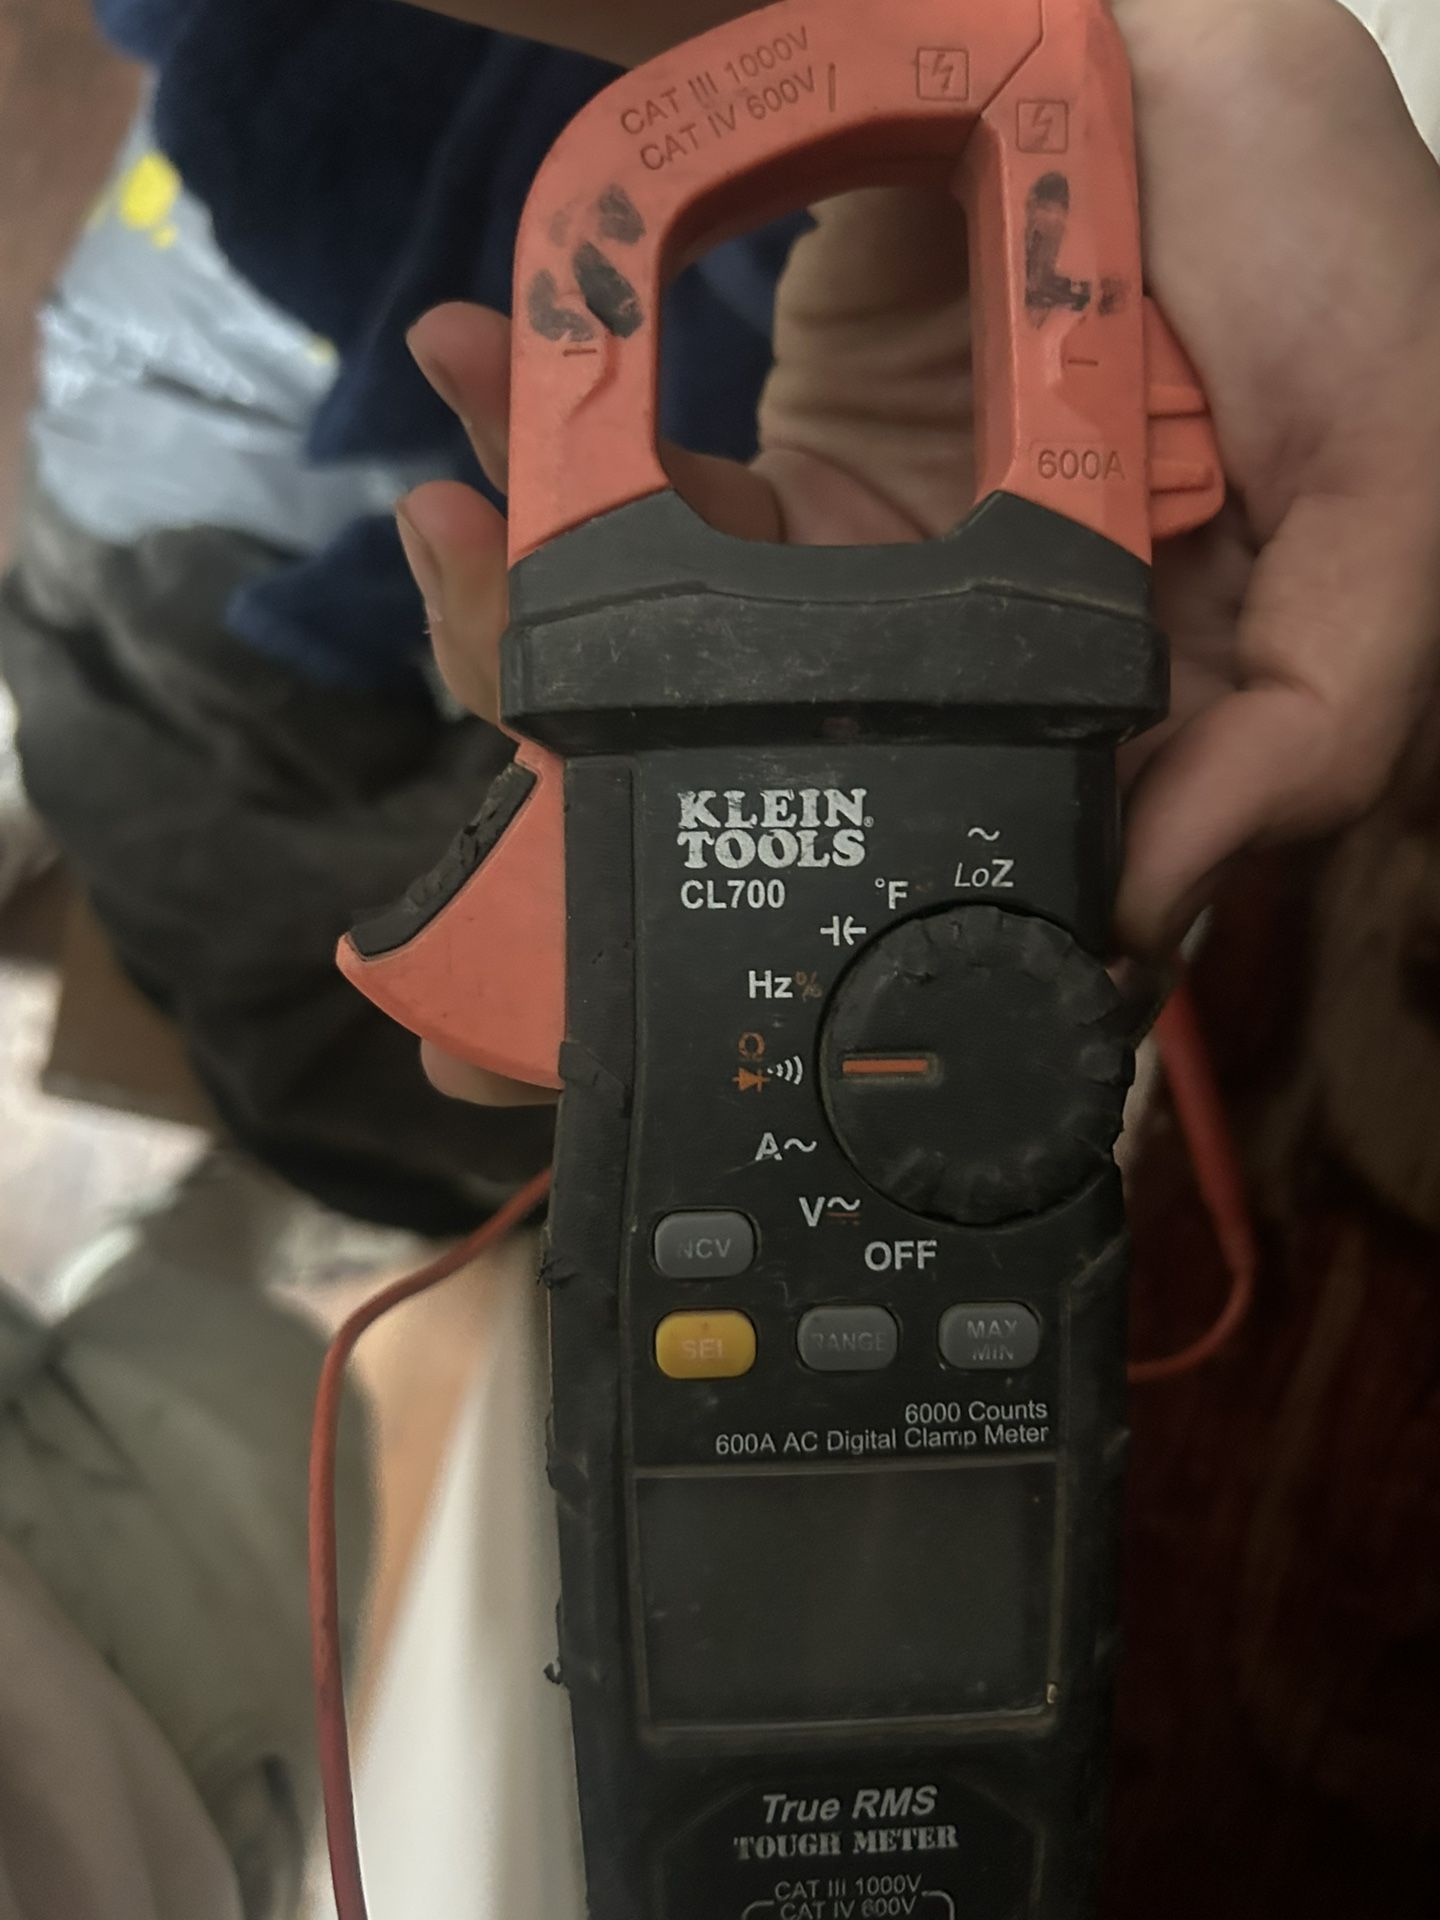 CAT III 1000V
CAT IV 600V
600A
KLEIN
TOOLS®
CL700
~
LoZ
°F
Hz%
Ω
A~
V
OFF
NCV
SEL
RANGE
MAX
MIN
6000 Counts
600A AC Digital Clamp Meter
True RMS
TOUGH METER
CAT III 1000V
CAT IV 600V